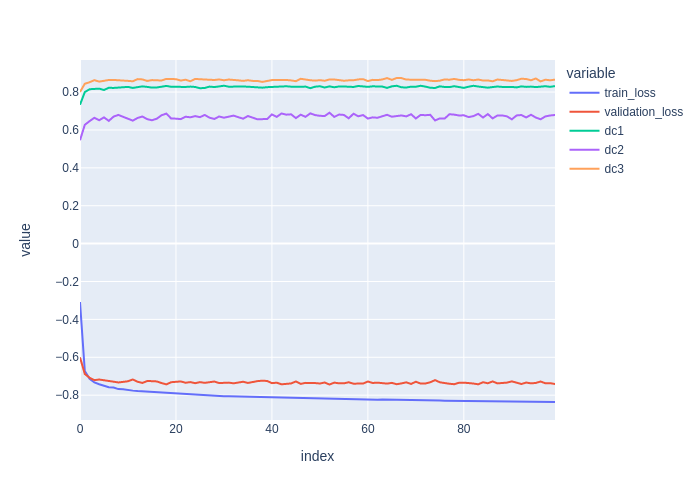 variable
train_loss
validation_loss
dc1
dc2
dc3
0.8
0.6
0.4
0.2
0
−0.2
−0.4
−0.6
−0.8
value
0 20 40 60 80
index